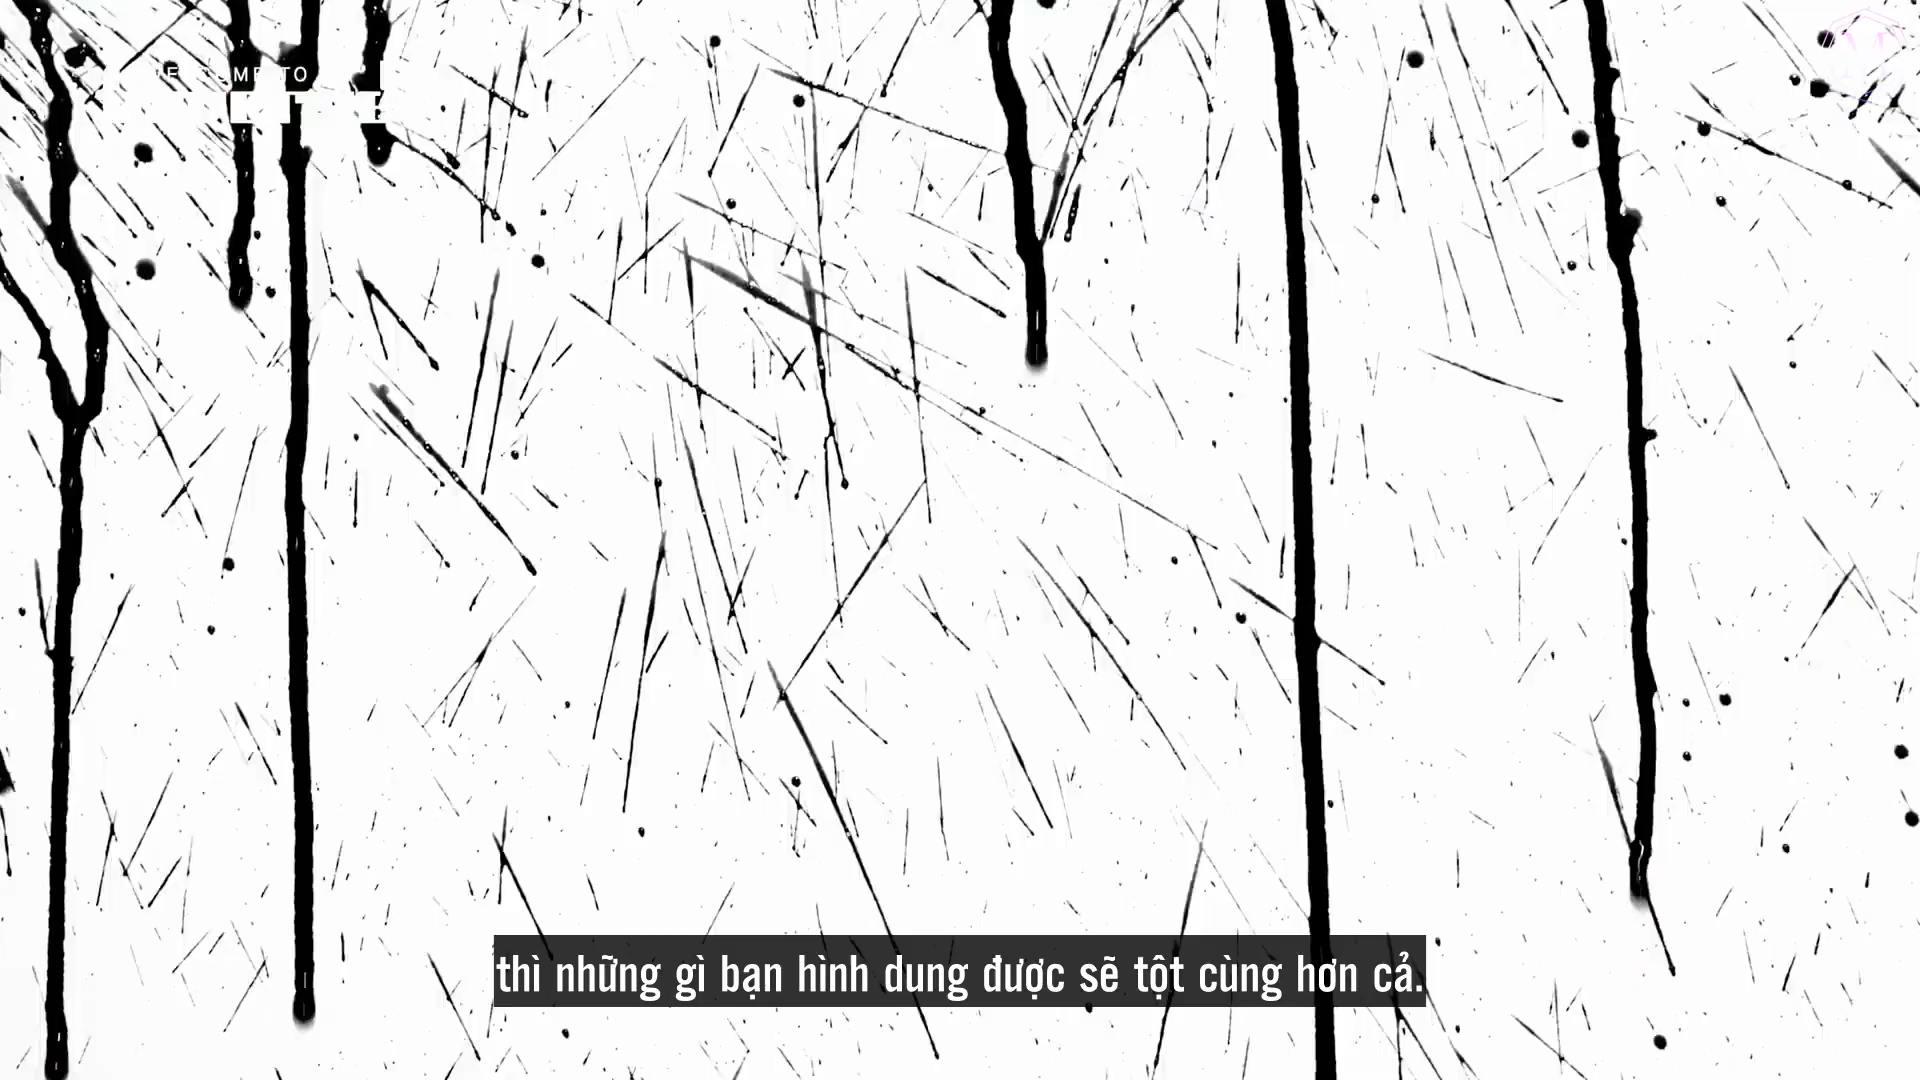 thì những gì bạn hình dung được sẽ tột cùng hơn cả.